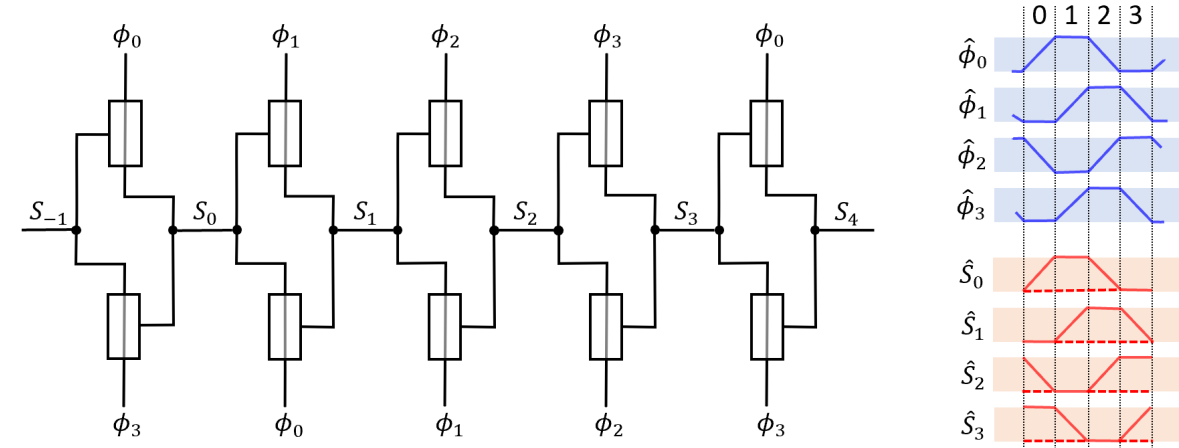 ϕ₀ ϕ₁ ϕ₂ ϕ₃ ϕ₀
S₋₁ S₀ S₁ S₂ S₃ S₄
ϕ₃ ϕ₀ ϕ₁ ϕ₂ ϕ₃
0 1 2 3
ϕ̂₀
ϕ̂₁
ϕ̂₂
ϕ̂₃
Ŝ₀
Ŝ₁
Ŝ₂
Ŝ₃